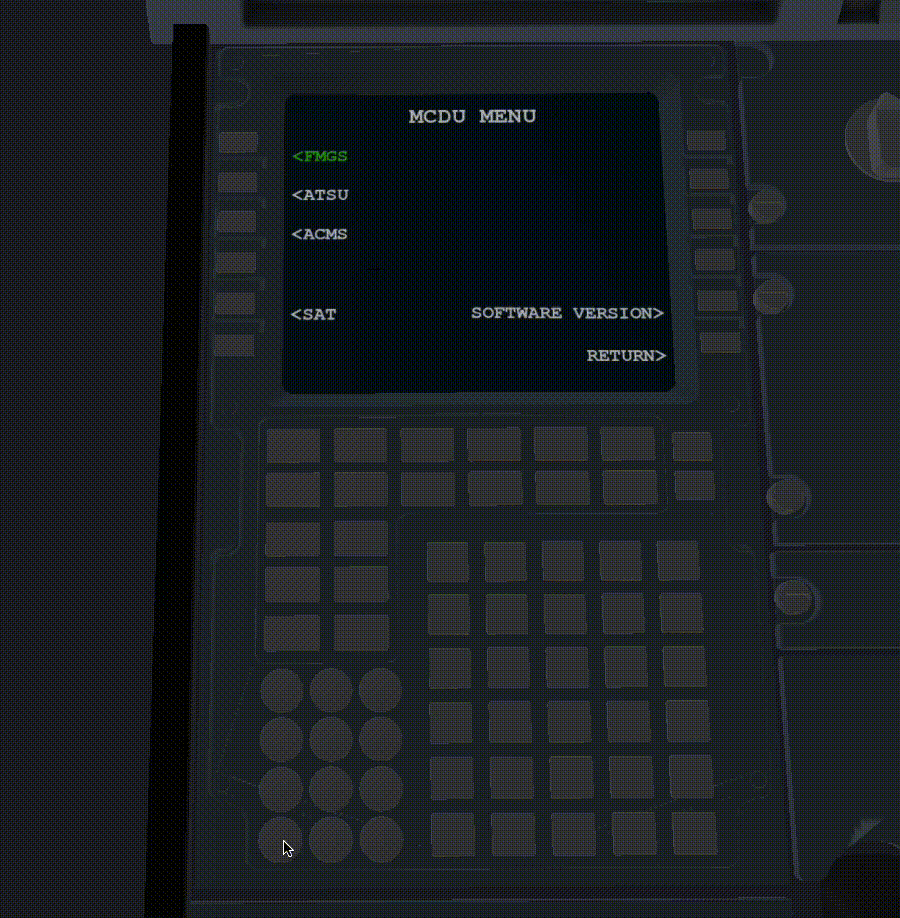 MCDU MENU
<FMGS
<ATSU
<ACMS
<SAT SOFTWARE VERSION>
RETURN>